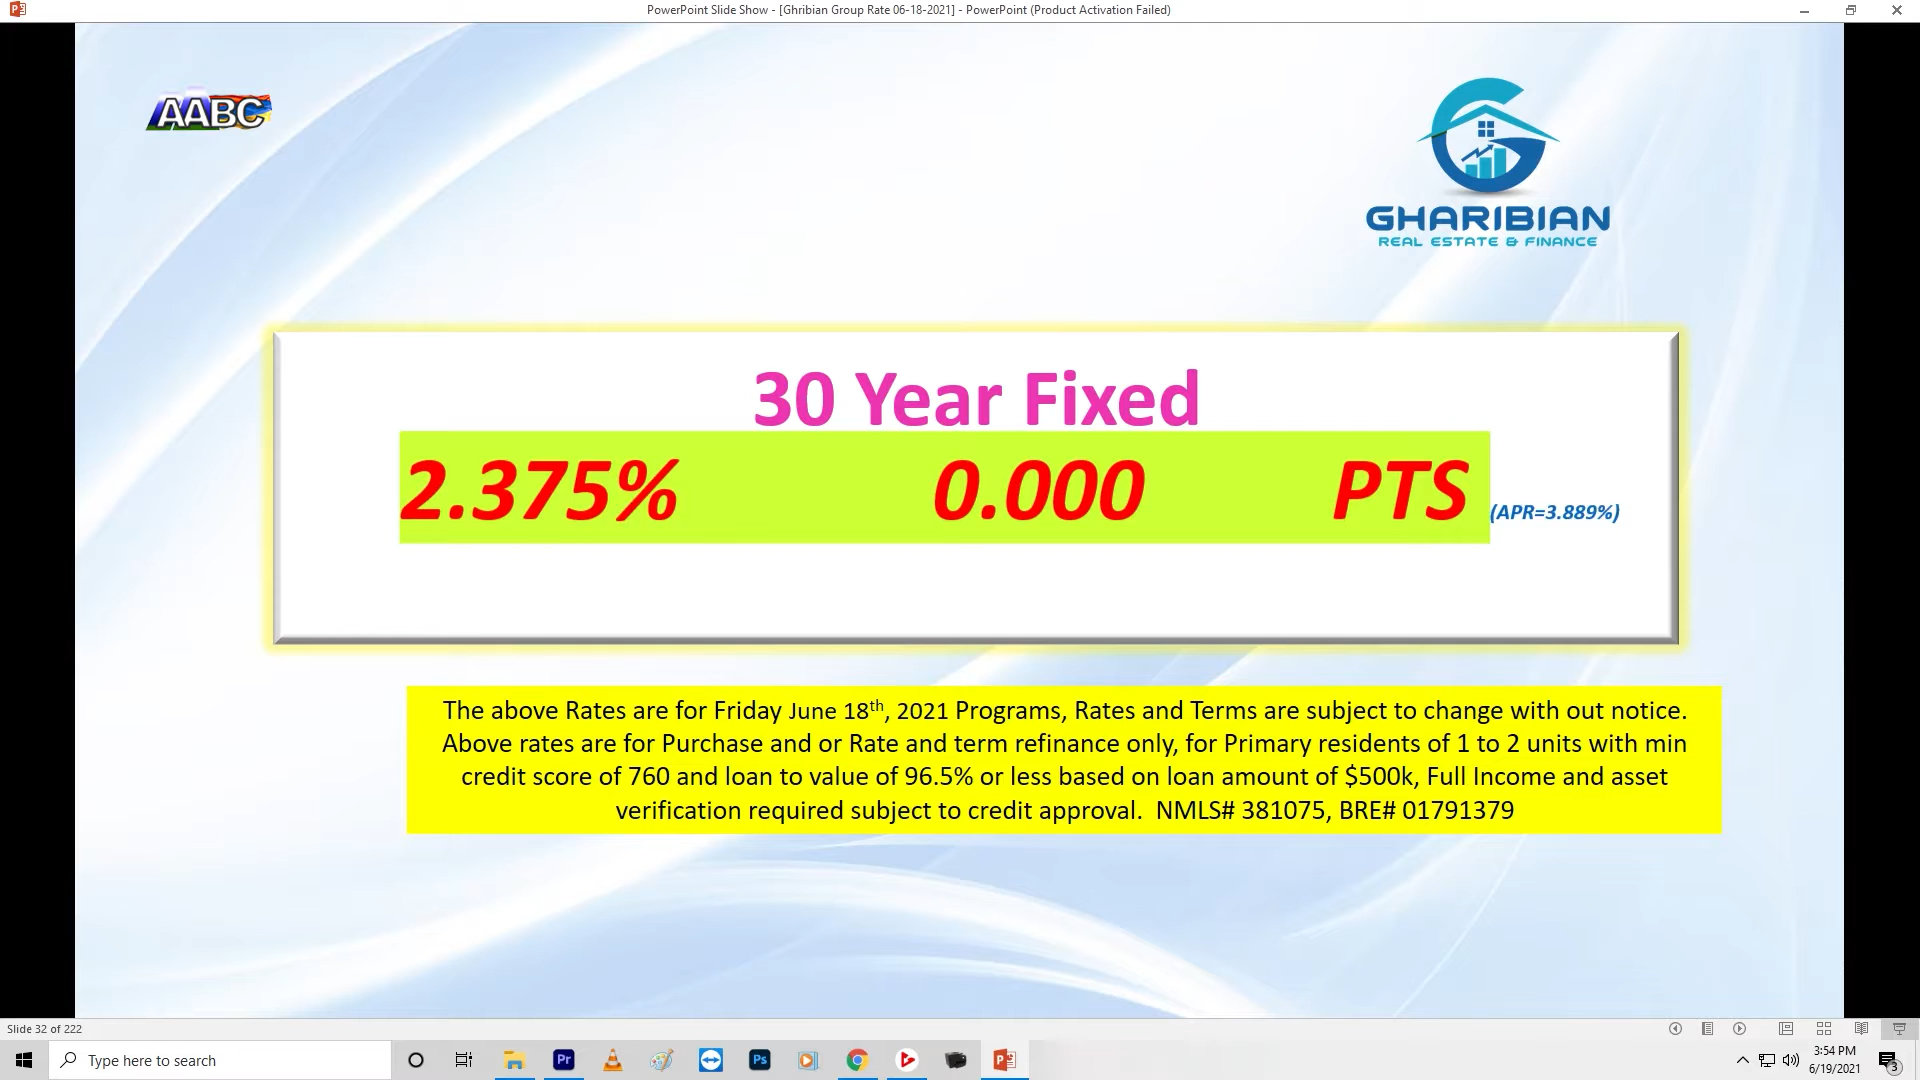 PowerPoint Slide Show - [Ghribian Group Rate 06-18-2021] - PowerPoint (Product Activation Failed)
AABC
GHARIBIAN
REAL ESTATE & FINANCE
30 Year Fixed
2.375% 0.000 PTS (APR=3.889%)
The above Rates are for Friday June 18th, 2021 Programs, Rates and Terms are subject to change with out notice.
Above rates are for Purchase and or Rate and term refinance only, for Primary residents of 1 to 2 units with min
credit score of 760 and loan to value of 96.5% or less based on loan amount of $500k, Full Income and asset
verification required subject to credit approval. NMLS# 381075, BRE# 01791379
Slide 32 of 222
Type here to search
Pr
Ps
3:54 PM
6/19/2021
3